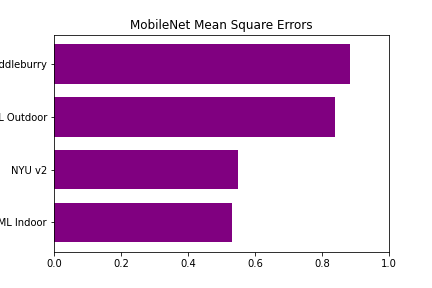 MobileNet Mean Square Errors
ddleburry
L Outdoor
NYU v2
ML Indoor
0.0 0.2 0.4 0.6 0.8 1.0